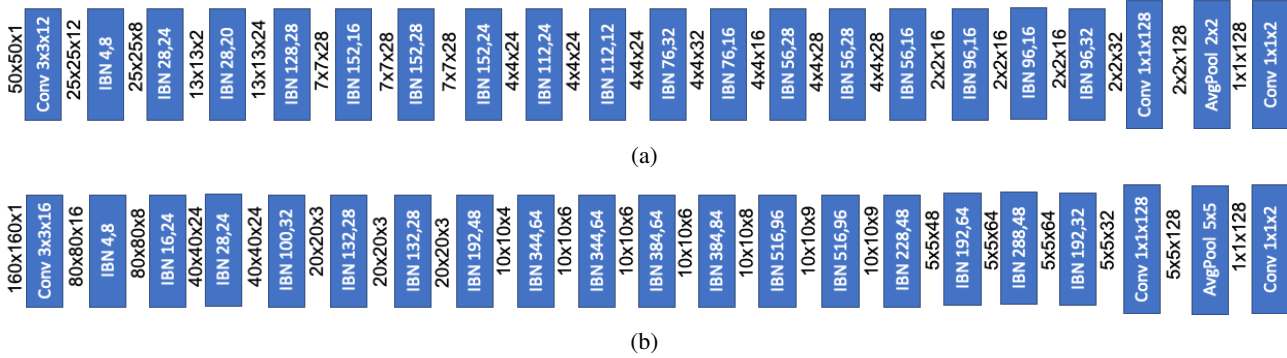 50x50x1
Conv 3x3x12
25x25x12
IBN 4,8
25x25x8
IBN 28,24
13x13x2
IBN 28,20
13x13x24
IBN 128,28
7x7x28
IBN 152,16
7x7x28
IBN 152,28
7x7x28
IBN 152,24
4x4x24
IBN 112,24
4x4x24
IBN 112,12
4x4x24
IBN 76,32
4x4x32
IBN 76,16
4x4x16
IBN 56,28
4x4x28
IBN 56,28
4x4x28
IBN 56,16
2x2x16
IBN 96,16
2x2x16
IBN 96,16
2x2x16
IBN 96,32
2x2x32
Conv 1x1x128
2x2x128
AvgPool 2x2
1x1x128
Conv 1x1x2
(a)
160x160x1
Conv 3x3x16
80x80x16
IBN 4,8
80x80x8
IBN 16,24
40x40x24
IBN 28,24
40x40x24
IBN 100,32
20x20x3
IBN 132,28
20x20x3
IBN 132,28
20x20x3
IBN 192,48
10x10x4
IBN 344,64
10x10x6
IBN 344,64
10x10x6
IBN 384,64
10x10x6
IBN 384,84
10x10x8
IBN 516,96
10x10x9
IBN 516,96
10x10x9
IBN 228,48
5x5x48
IBN 192,64
5x5x64
IBN 288,48
5x5x64
IBN 192,32
5x5x32
Conv 1x1x128
5x5x128
AvgPool 5x5
1x1x128
Conv 1x1x2
(b)